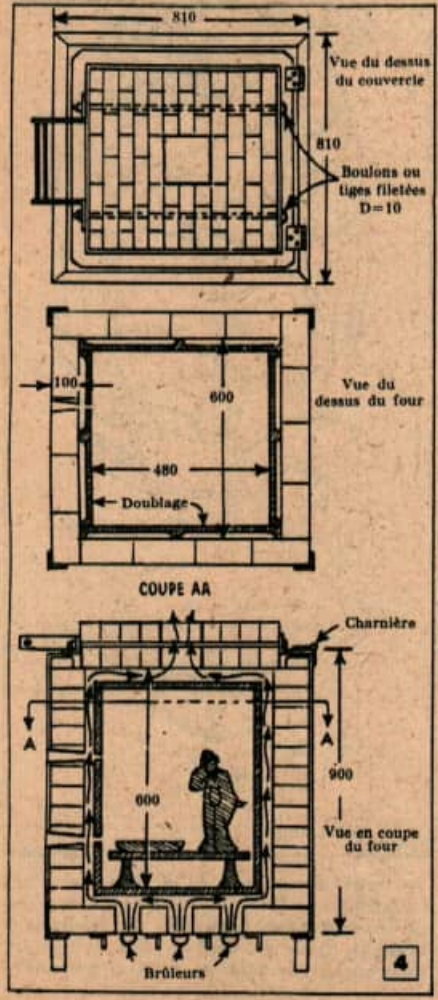 810
Vue du dessus
du couvercle
810
Boulons ou
tiges filetées
D=10
100
600
Vue du
dessus du four
480
Doublage
COUPE AA
Charnière
A
A
600
900
Vue en coupe
du four
Brûleurs
4